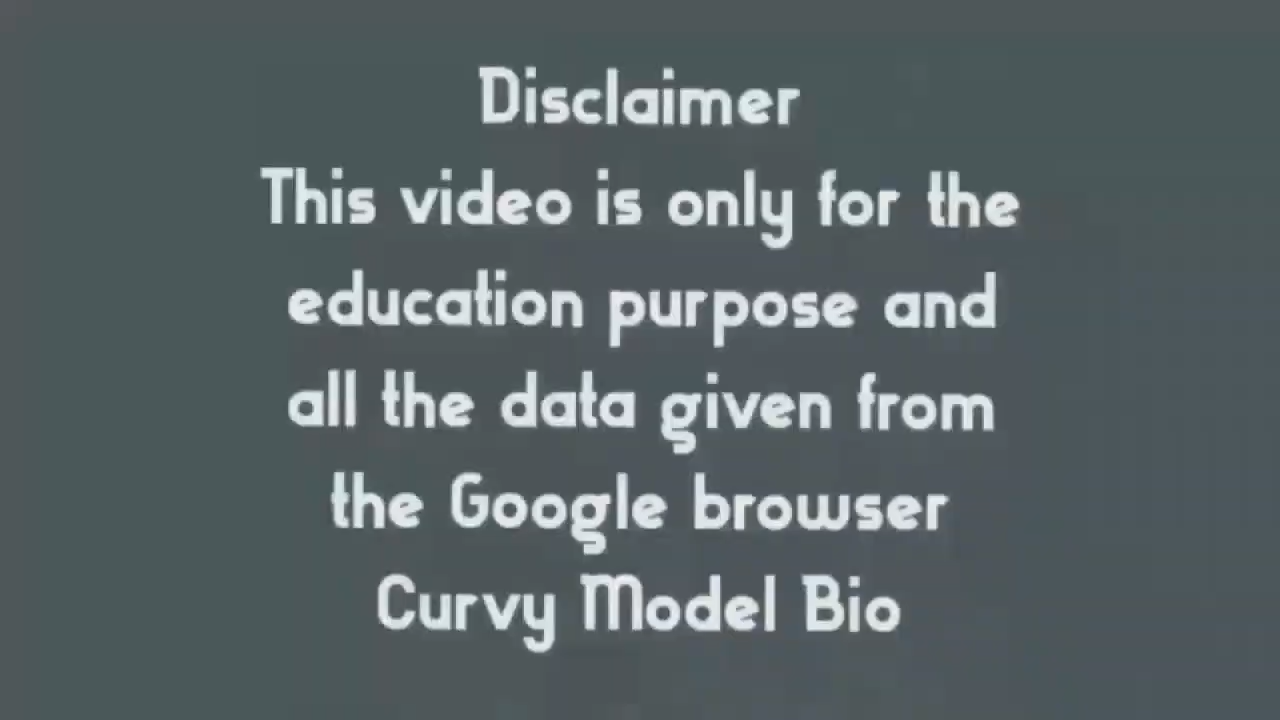 Disclaimer
This video is only for the
education purpose and
all the data given from
the Google browser
Curvy Model Bio